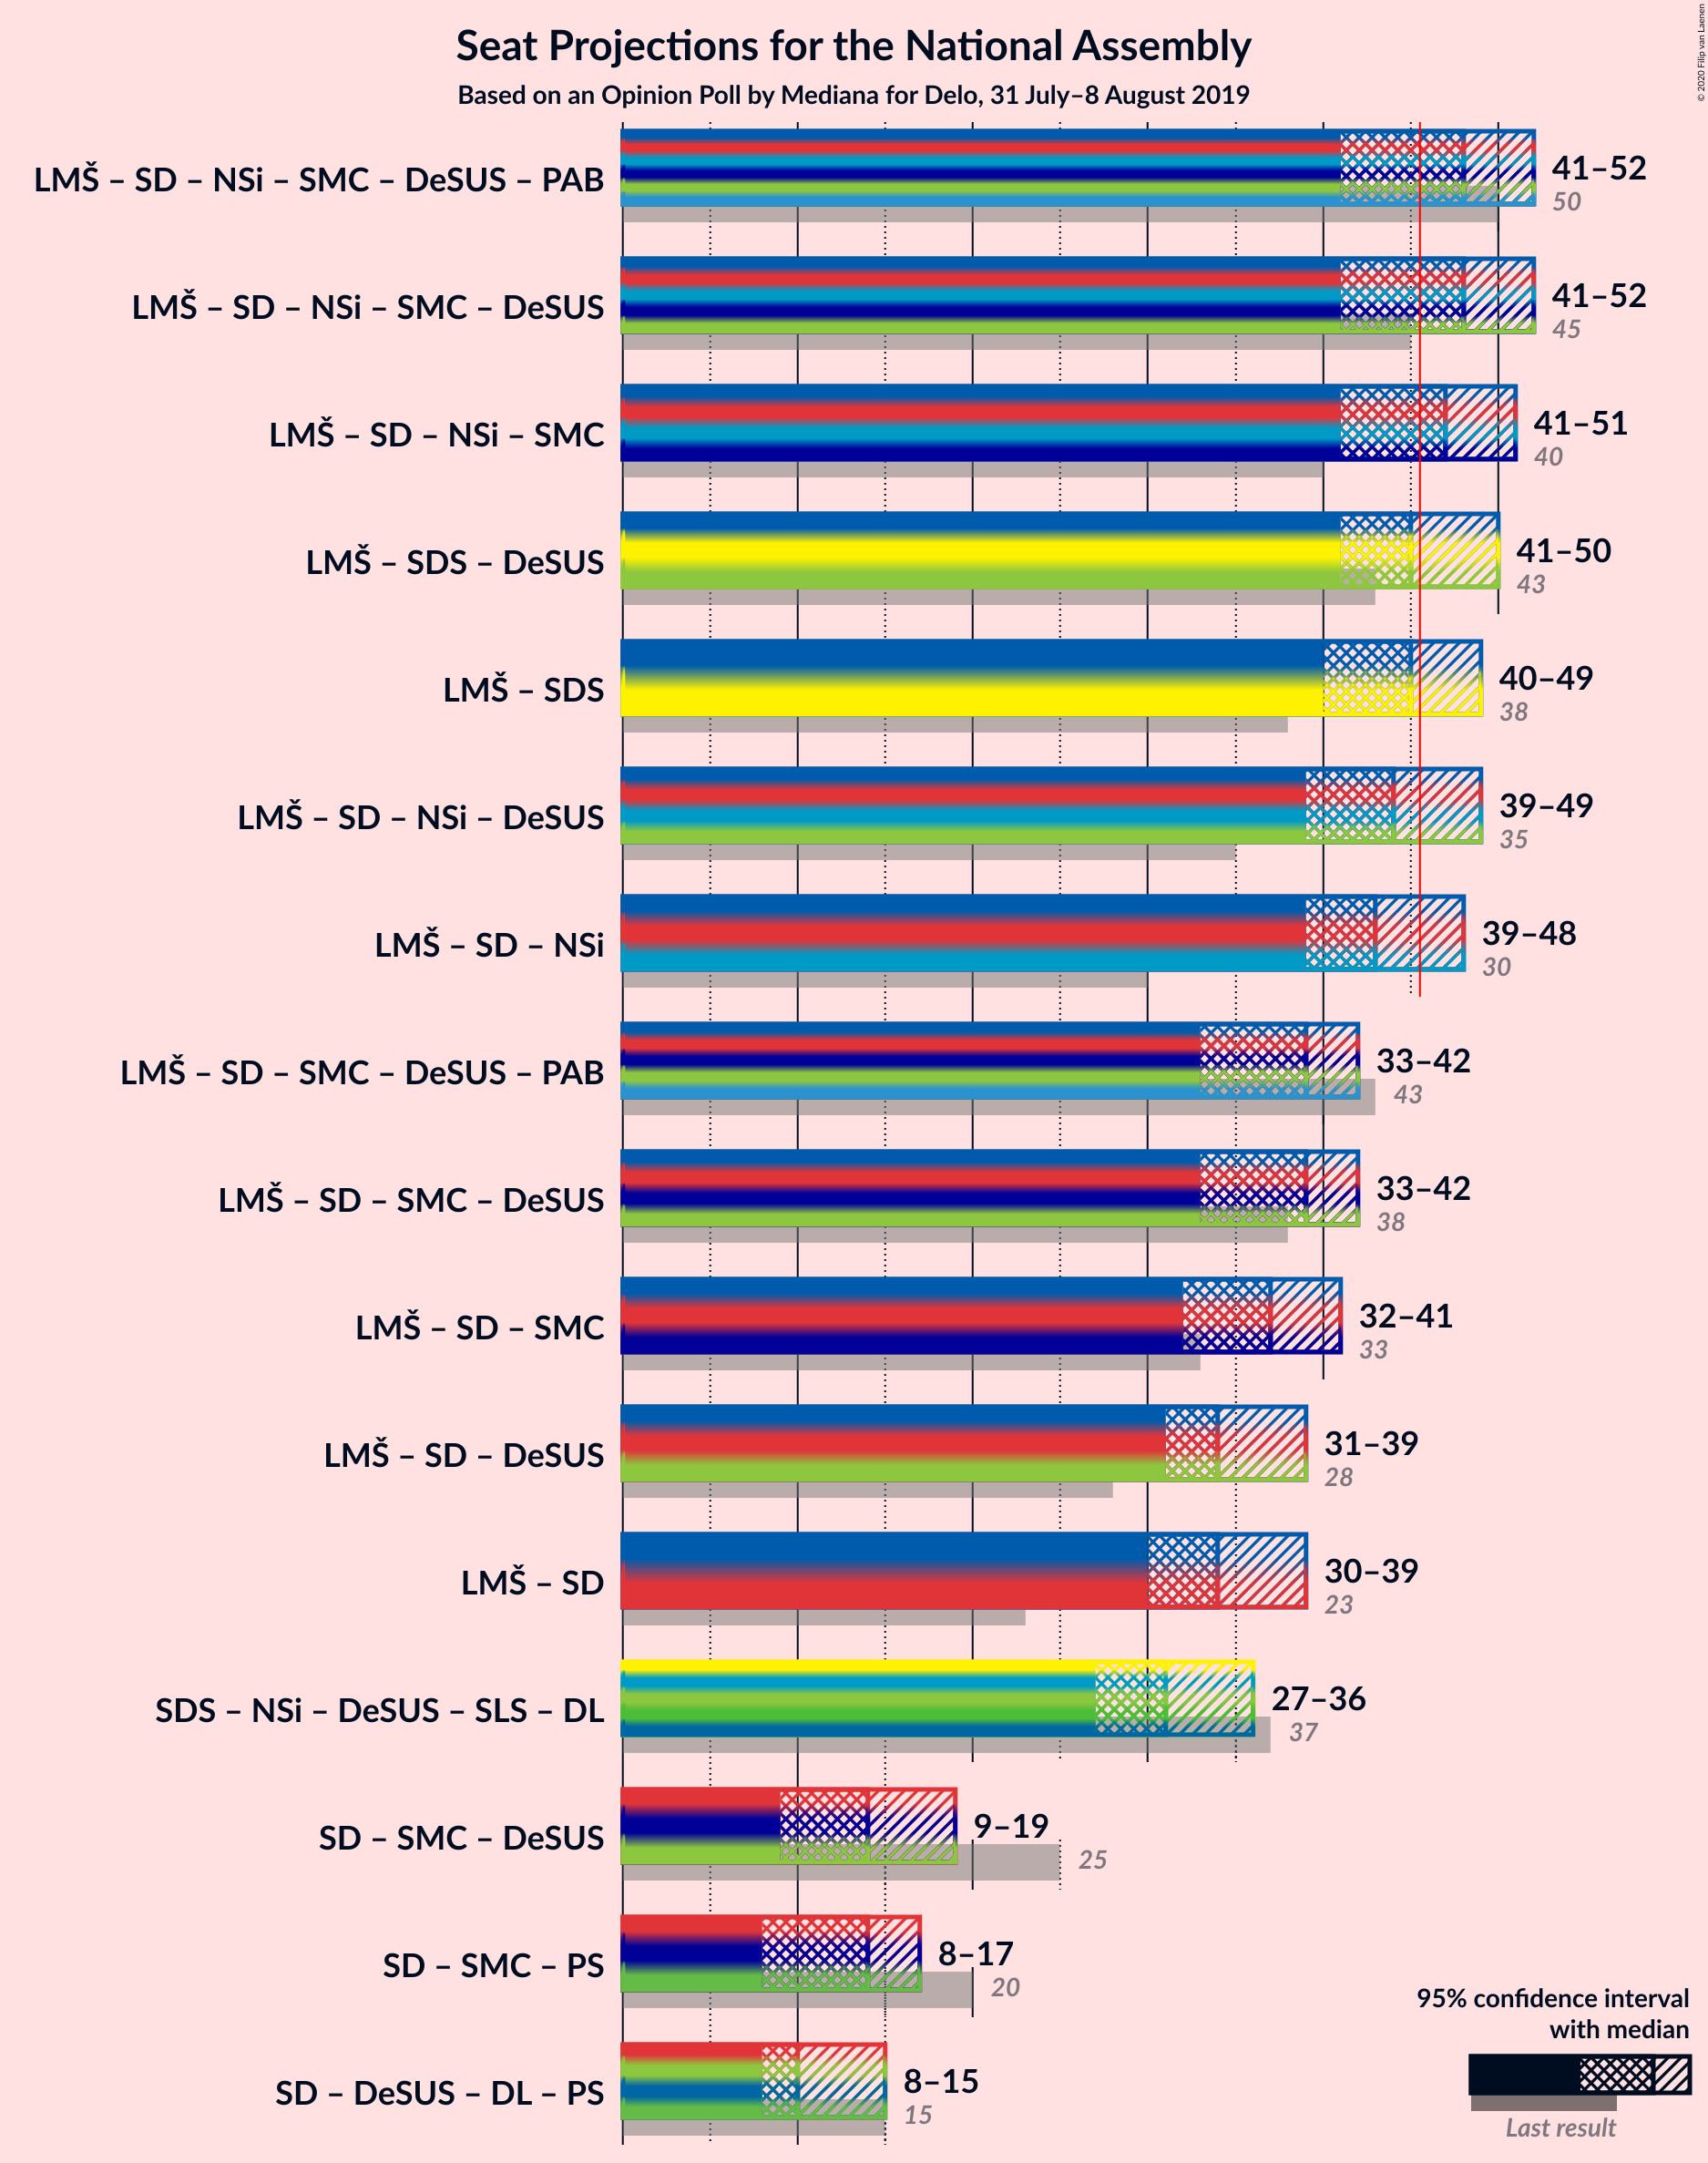 Seat Projections for the National Assembly
Based on an Opinion Poll by Mediana for Delo, 31 July–8 August 2019
© 2020 Filip van Laenen
LMŠ – SD – NSi – SMC – DeSUS – PAB
41–52
50
LMŠ – SD – NSi – SMC – DeSUS
41–52
45
LMŠ – SD – NSi – SMC
41–51
40
LMŠ – SDS – DeSUS
41–50
43
LMŠ – SDS
40–49
38
LMŠ – SD – NSi – DeSUS
39–49
35
LMŠ – SD – NSi
39–48
30
LMŠ – SD – SMC – DeSUS – PAB
33–42
43
LMŠ – SD – SMC – DeSUS
33–42
38
LMŠ – SD – SMC
32–41
33
LMŠ – SD – DeSUS
31–39
28
LMŠ – SD
30–39
23
SDS – NSi – DeSUS – SLS – DL
27–36
37
SD – SMC – DeSUS
9–19
25
SD – SMC – PS
8–17
20
SD – DeSUS – DL – PS
8–15
15
95% confidence interval
with median
Last result